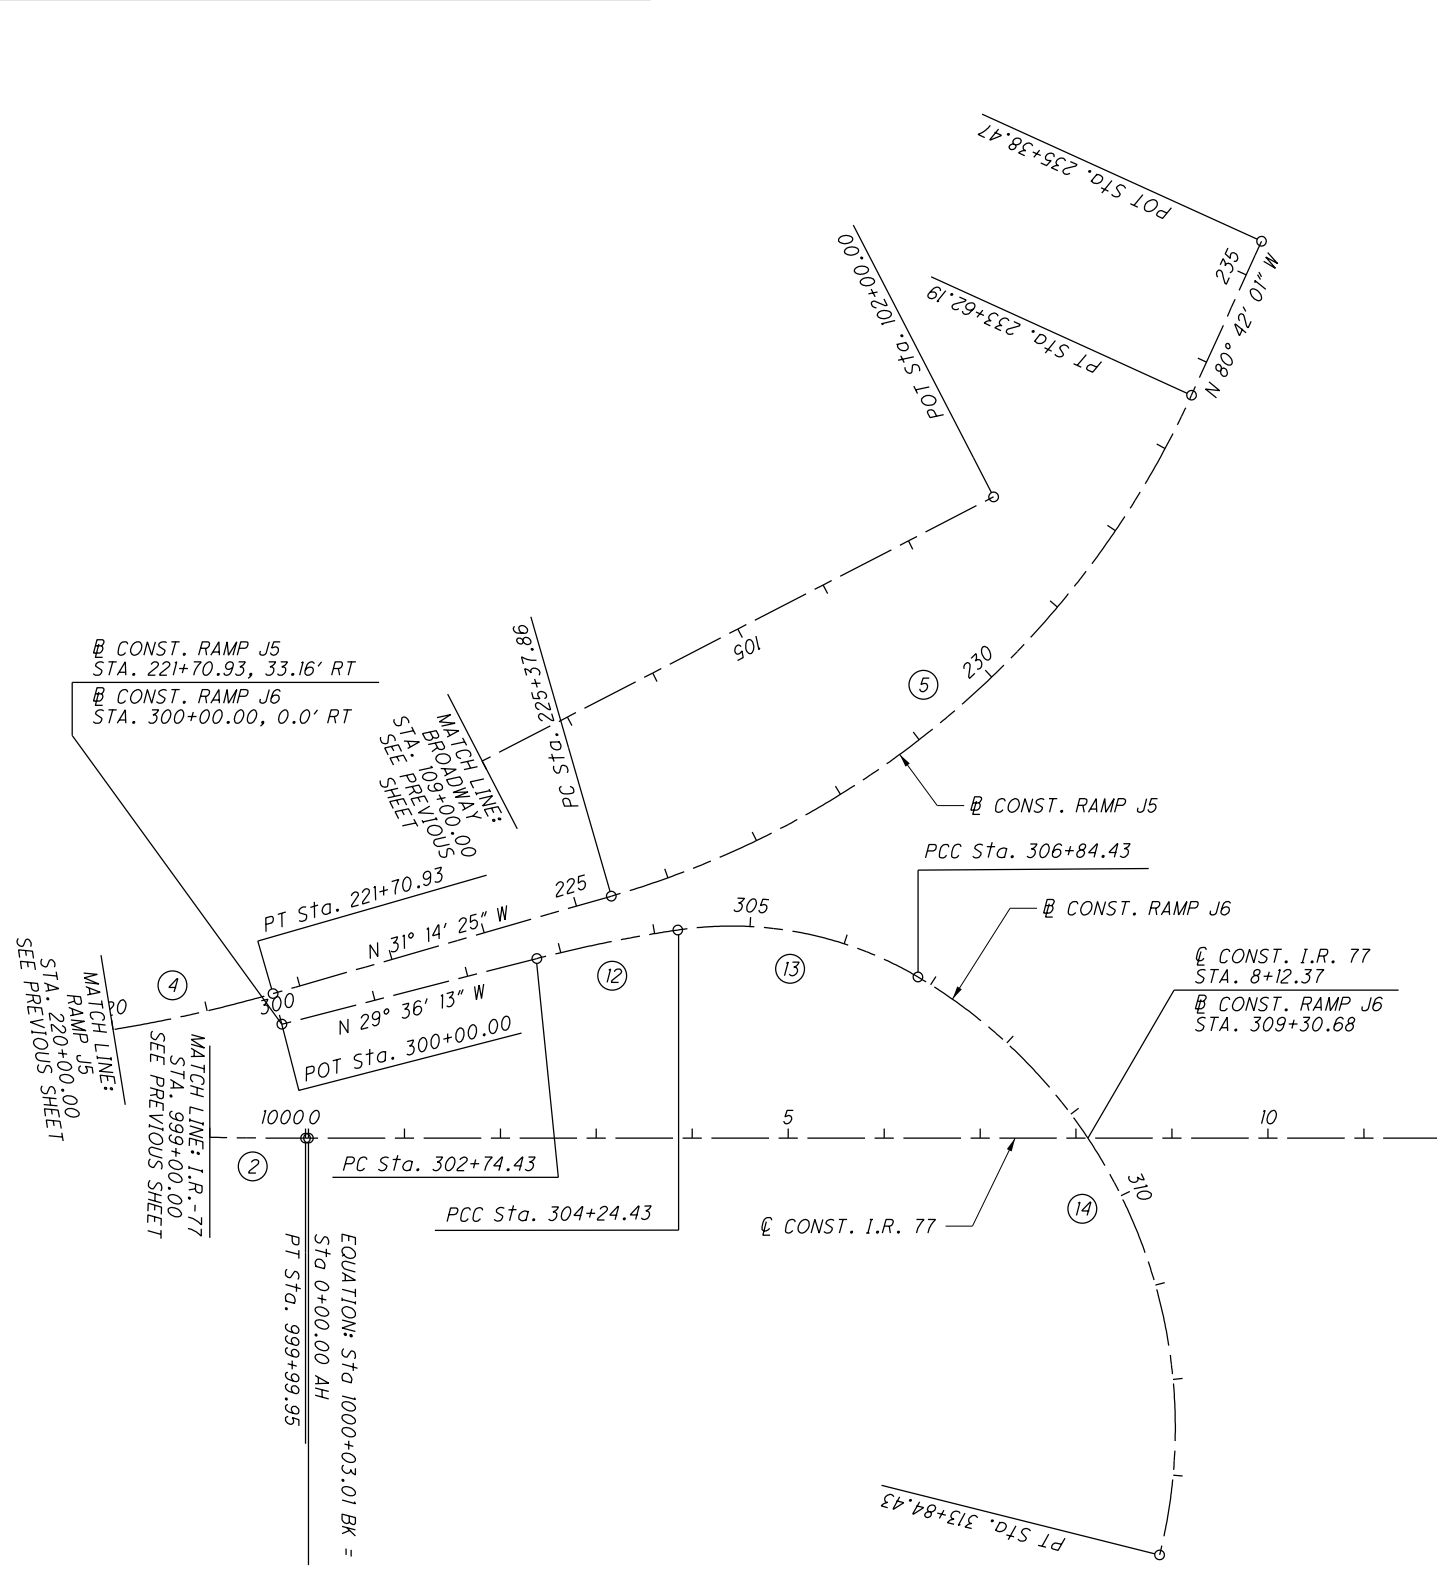 POT Sta. 235+38.47
235
N 80° 42' 01" W
POT Sta. 102+00.00
PT Sta. 233+62.19
105
230
5
℄ CONST. RAMP J5
STA. 221+70.93, 33.16' RT
℄ CONST. RAMP J6
STA. 300+00.00, 0.0' RT
PC Sta. 225+37.86
MATCH LINE:
BROADWAY
STA. 109+00.00
SEE PREVIOUS
SHEET
℄ CONST. RAMP J5
PCC Sta. 306+84.43
PT Sta. 221+70.93
225
N 31° 14' 25" W
305
℄ CONST. RAMP J6
4
300
12
13
N 29° 36' 13" W
POT Sta. 300+00.00
℄ CONST. I.R. 77
STA. 8+12.37
℄ CONST. RAMP J6
STA. 309+30.68
MATCH LINE:
RAMP J5
STA. 220+00.00
SEE PREVIOUS SHEET
20
MATCH LINE: I.R.-77
STA. 999+00.00
SEE PREVIOUS SHEET
1000
0
5
10
2
PC Sta. 302+74.43
PCC Sta. 304+24.43
℄ CONST. I.R. 77
14
310
EQUATION: Sta 1000+03.01 BK =
Sta 0+00.00 AH
PT Sta. 999+99.95
PT Sta. 313+84.43